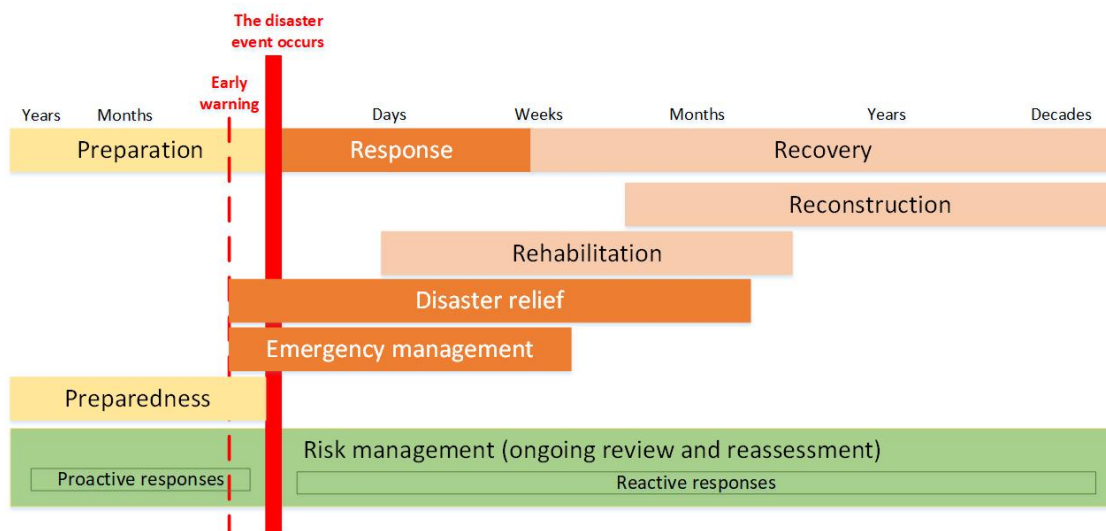 The disaster
event occurs
Early
warning
Years Months Days Weeks Months Years Decades
Preparation Response Recovery
Reconstruction
Rehabilitation
Disaster relief
Emergency management
Preparedness
Risk management (ongoing review and reassessment)
Proactive responses Reactive responses